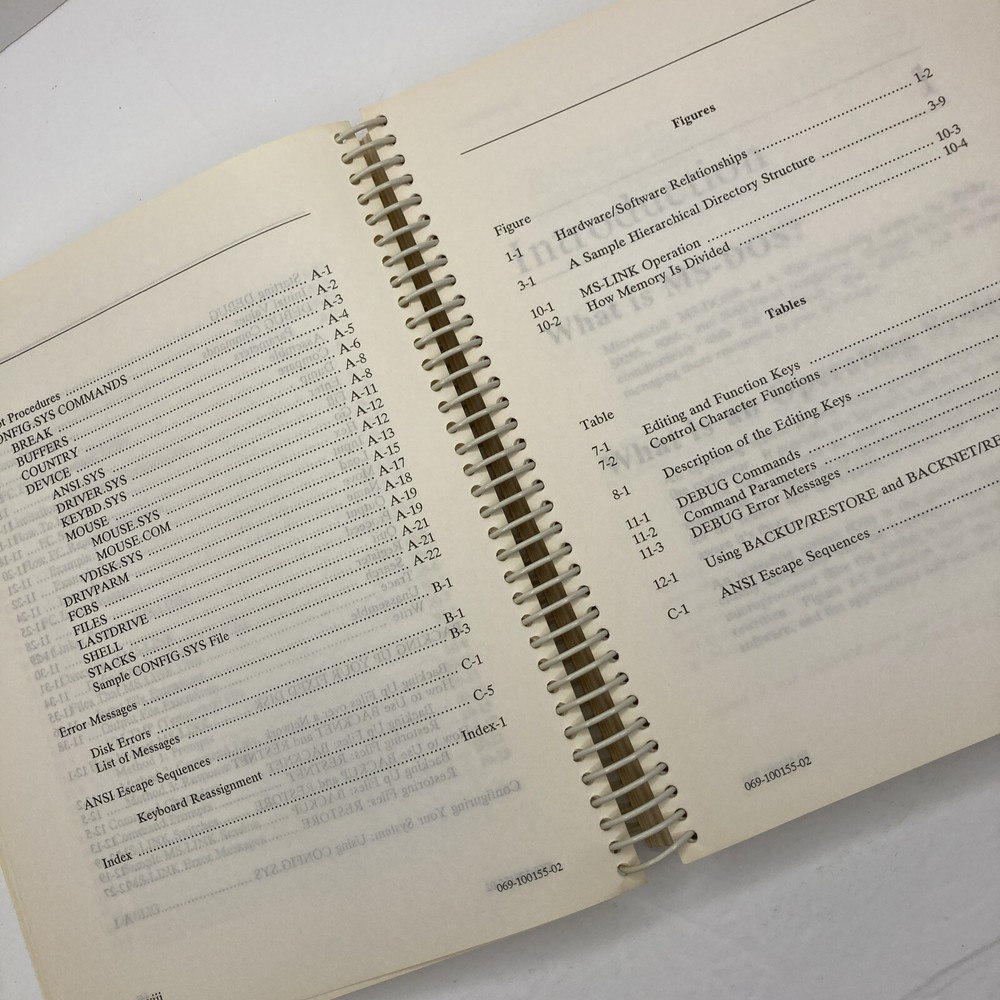 Procedures ........ A-1
CONFIG.SYS COMMANDS ........ A-2
BREAK ........ A-3
BUFFERS ........ A-4
COUNTRY ........ A-5
DEVICE ........ A-6
ANSI.SYS ........ A-8
DRIVER.SYS ........ A-8
KEYBD.SYS ........ A-11
MOUSE ........ A-12
MOUSE.SYS ........ A-12
MOUSE.COM ........ A-13
VDISK.SYS ........ A-15
DRIVPARM ........ A-17
FCBS ........ A-18
FILES ........ A-19
LASTDRIVE ........ A-19
SHELL ........
STACKS ........ A-21
Sample CONFIG.SYS File ........ A-22
Error Messages ........ B-1
Disk Errors ........ B-1
List of Messages ........ B-3
ANSI Escape Sequences ........ C-1
Keyboard Reassignment ........ C-5
Index ........ Index-1
069-100155-02
Figures
Figure
1-1 Hardware/Software Relationships ........ 1-2
3-1 A Sample Hierarchical Directory Structure ........ 3-9
10-1 MS-LINK Operation ........ 10-3
10-2 How Memory Is Divided ........ 10-4
Tables
Table
7-1 Editing and Function Keys ........
7-2 Control Character Functions ........
8-1 Description of the Editing Keys ........
11-1 DEBUG Commands ........
11-2 Command Parameters ........
11-3 DEBUG Error Messages ........
12-1 Using BACKUP/RESTORE and BACKNET/RE
C-1 ANSI Escape Sequences ........
069-100155-02